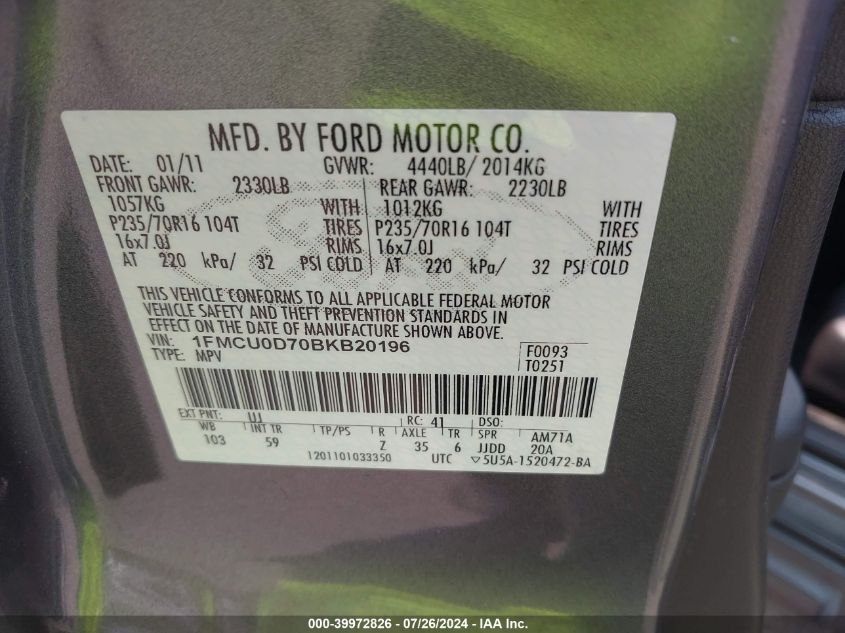 MFD. BY FORD MOTOR CO.
DATE: 01/11 GVWR: 4440LB/ 2014KG
FRONT GAWR: 2330LB REAR GAWR: 2230LB
1057KG WITH 1012KG WITH
P235/70R16 104T TIRES P235/70R16 104T TIRES
16x7.0J RIMS 16x7.0J RIMS
AT 220 kPa/ 32 PSI COLD AT 220 kPa/ 32 PSI COLD
THIS VEHICLE CONFORMS TO ALL APPLICABLE FEDERAL MOTOR
VEHICLE SAFETY AND THEFT PREVENTION STANDARDS IN
EFFECT ON THE DATE OF MANUFACTURE SHOWN ABOVE.
VIN: 1FMCU0D70BKB20196 F0093
TYPE: MPV T0251
EXT PNT: UJ RC: 41 DSO:
WB INT TR TP/PS R AXLE TR SPR AM71A
103 59 Z 35 6 JJDD 20A
1201101033350 UTC ▽5U5A-1520472-BA
000-39972826 - 07/26/2024 - IAA Inc.